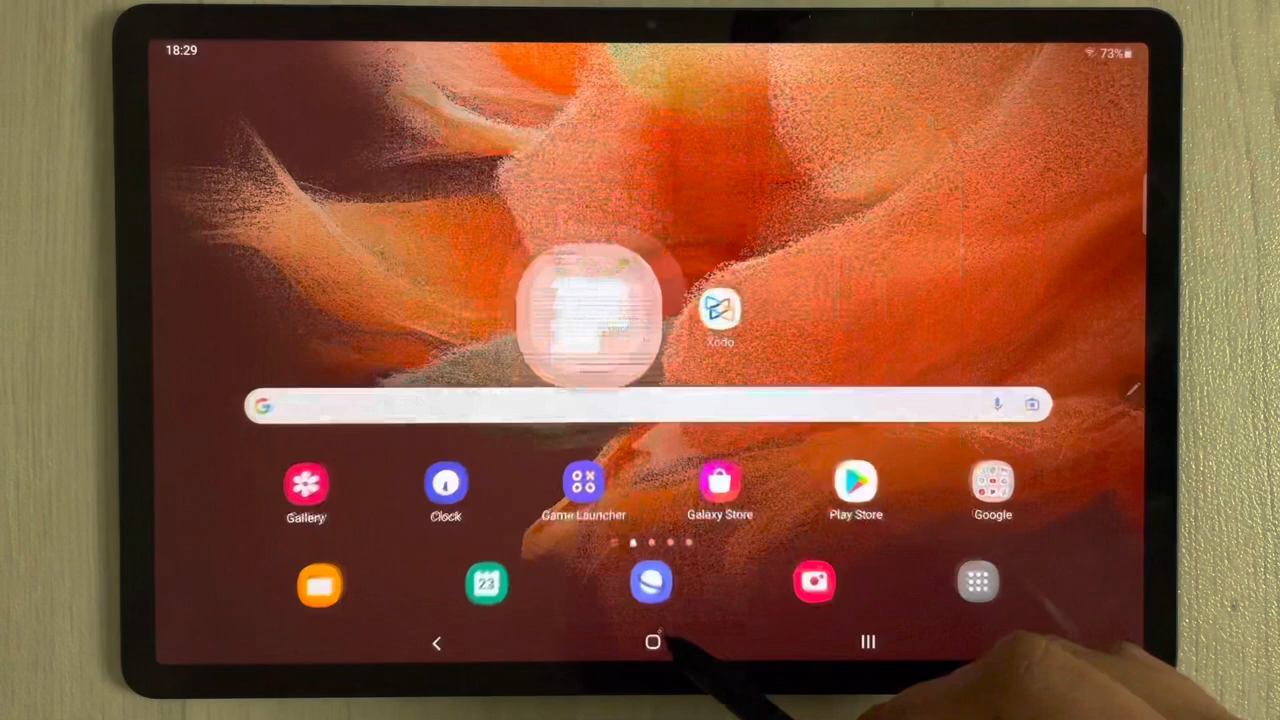 18:29
73%
Xodo
Gallery
Clock
Game Launcher
Galaxy Store
Play Store
Google
23